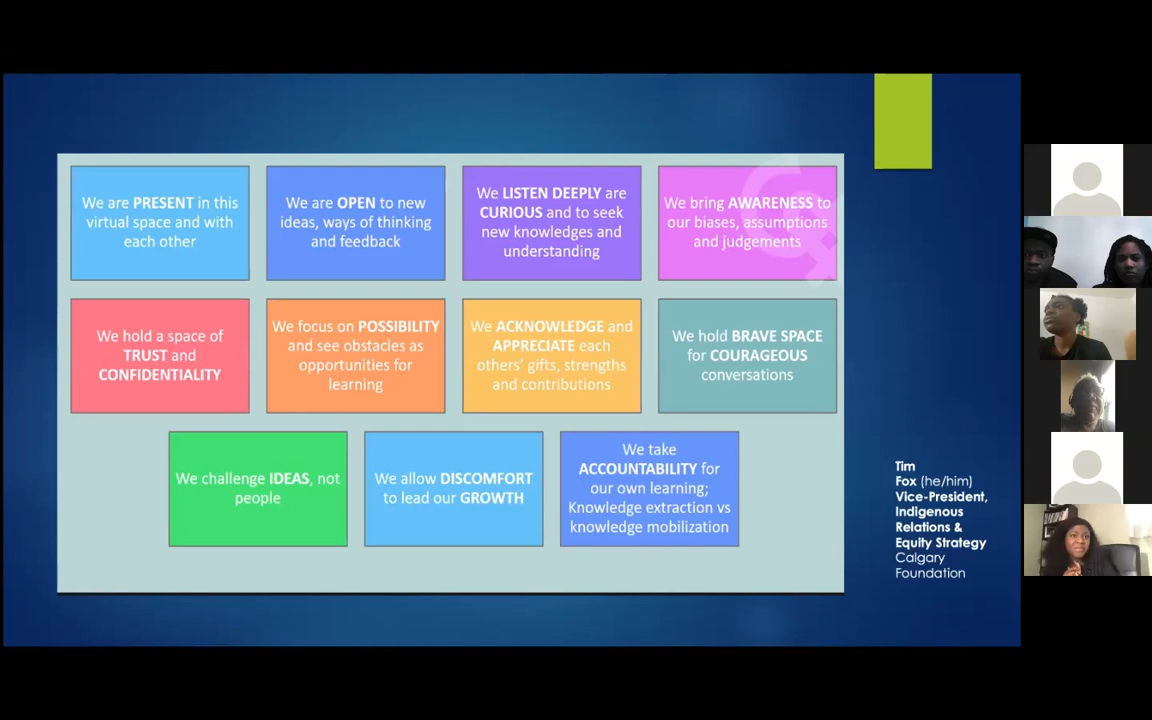 We are PRESENT in this
virtual space and with
each other
We are OPEN to new
ideas, ways of thinking
and feedback
We LISTEN DEEPLY are
CURIOUS and to seek
new knowledges and
understanding
We bring AWARENESS to
our biases, assumptions
and judgements
We hold a space of
TRUST and
CONFIDENTIALITY
We focus on POSSIBILITY
and see obstacles as
opportunities for
learning
We ACKNOWLEDGE and
APPRECIATE each
others' gifts, strengths
and contributions
We hold BRAVE SPACE
for COURAGEOUS
conversations
We challenge IDEAS, not
people
We allow DISCOMFORT
to lead our GROWTH
We take
ACCOUNTABILITY for
our own learning;
Knowledge extraction vs
knowledge mobilization
Tim
Fox (he/him)
Vice-President,
Indigenous
Relations &
Equity Strategy
Calgary
Foundation